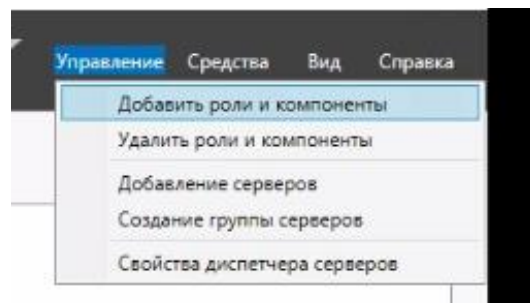 Управление Средства Вид Справка
Добавить роли и компоненты
Удалить роли и компоненты
Добавление серверов
Создание группы серверов
Свойства диспетчера серверов